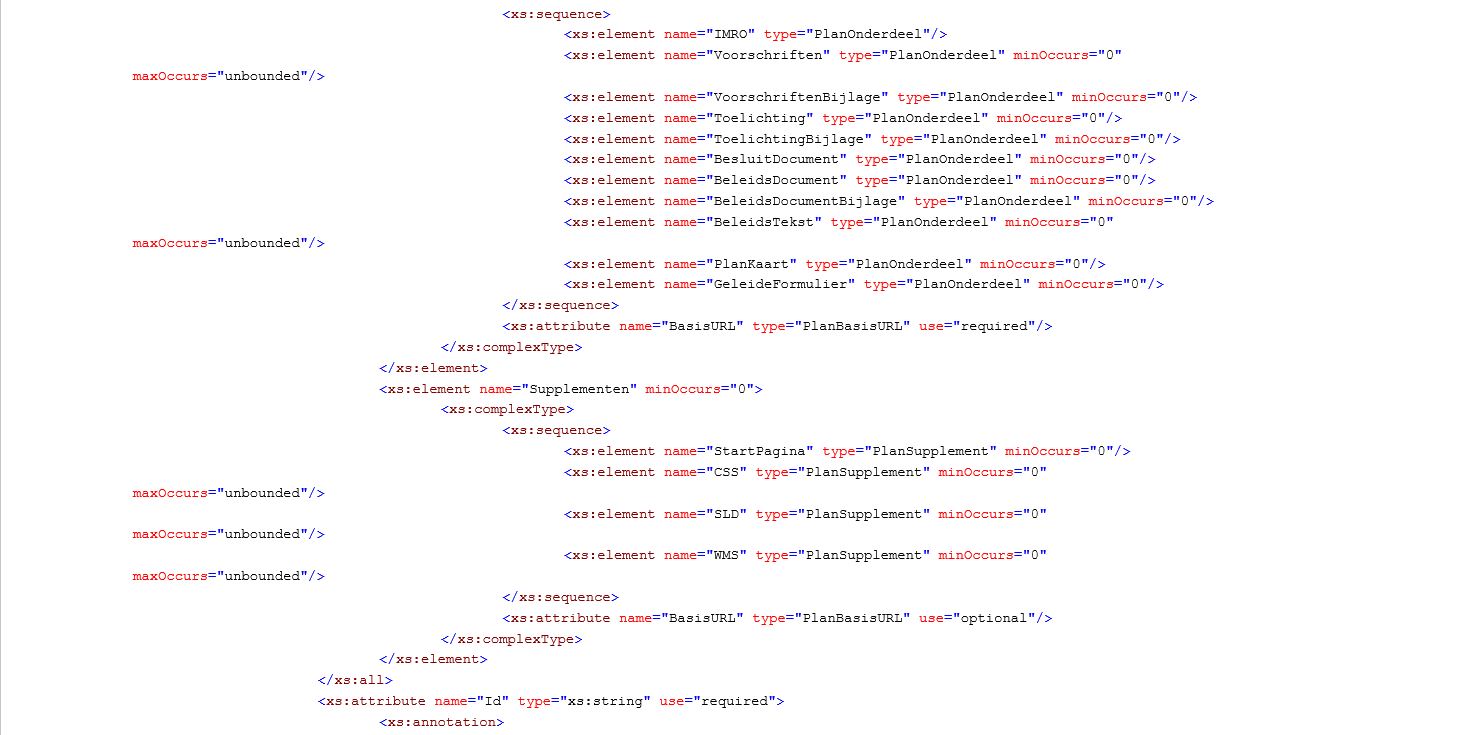 <xs:sequence>
<xs:element name="IMRO" type="PlanOnderdeel"/>
<xs:element name="Voorschriften" type="PlanOnderdeel" minOccurs="0"
maxOccurs="unbounded"/>
<xs:element name="VoorschriftenBijlage" type="PlanOnderdeel" minOccurs="0"/>
<xs:element name="Toelichting" type="PlanOnderdeel" minOccurs="0"/>
<xs:element name="ToelichtingBijlage" type="PlanOnderdeel" minOccurs="0"/>
<xs:element name="BesluitDocument" type="PlanOnderdeel" minOccurs="0"/>
<xs:element name="BeleidsDocument" type="PlanOnderdeel" minOccurs="0"/>
<xs:element name="BeleidsDocumentBijlage" type="PlanOnderdeel" minOccurs="0"/>
<xs:element name="BeleidsTekst" type="PlanOnderdeel" minOccurs="0"
maxOccurs="unbounded"/>
<xs:element name="PlanKaart" type="PlanOnderdeel" minOccurs="0"/>
<xs:element name="GeleideFormulier" type="PlanOnderdeel" minOccurs="0"/>
</xs:sequence>
<xs:attribute name="BasisURL" type="PlanBasisURL" use="required"/>
</xs:complexType>
</xs:element>
<xs:element name="Supplementen" minOccurs="0">
<xs:complexType>
<xs:sequence>
<xs:element name="StartPagina" type="PlanSupplement" minOccurs="0"/>
<xs:element name="CSS" type="PlanSupplement" minOccurs="0"
maxOccurs="unbounded"/>
<xs:element name="SLD" type="PlanSupplement" minOccurs="0"
maxOccurs="unbounded"/>
<xs:element name="WMS" type="PlanSupplement" minOccurs="0"
maxOccurs="unbounded"/>
</xs:sequence>
<xs:attribute name="BasisURL" type="PlanBasisURL" use="optional"/>
</xs:complexType>
</xs:element>
</xs:all>
<xs:attribute name="Id" type="xs:string" use="required">
<xs:annotation>